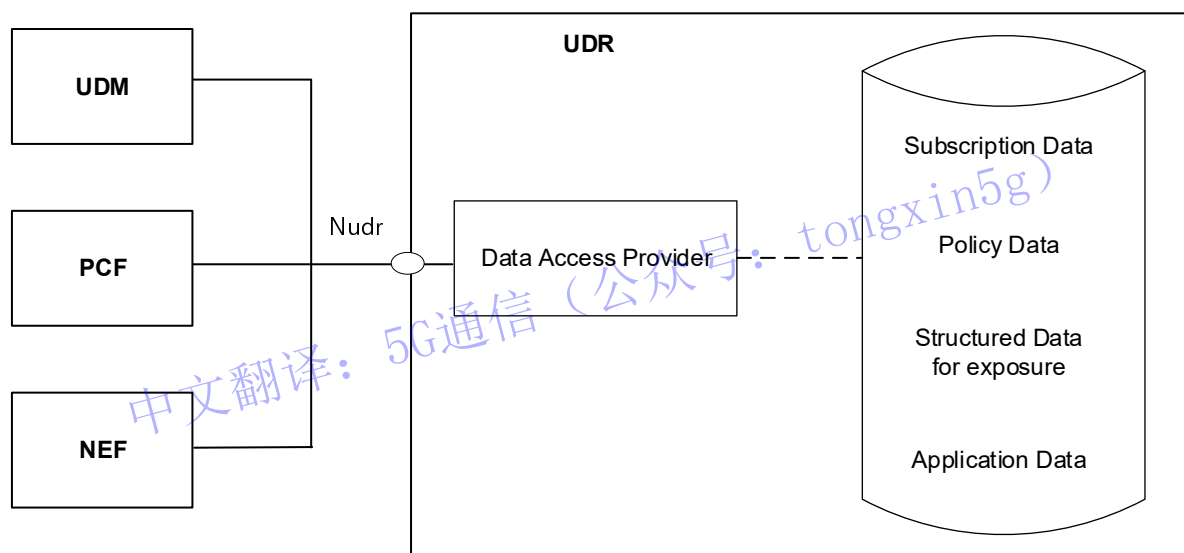 UDR
UDM
Subscription Data
Nudr
Policy Data
PCF
Data Access Provider
Structured Data
for exposure
NEF
Application Data
中文翻译：5G通信（公众号：tongxin5g）